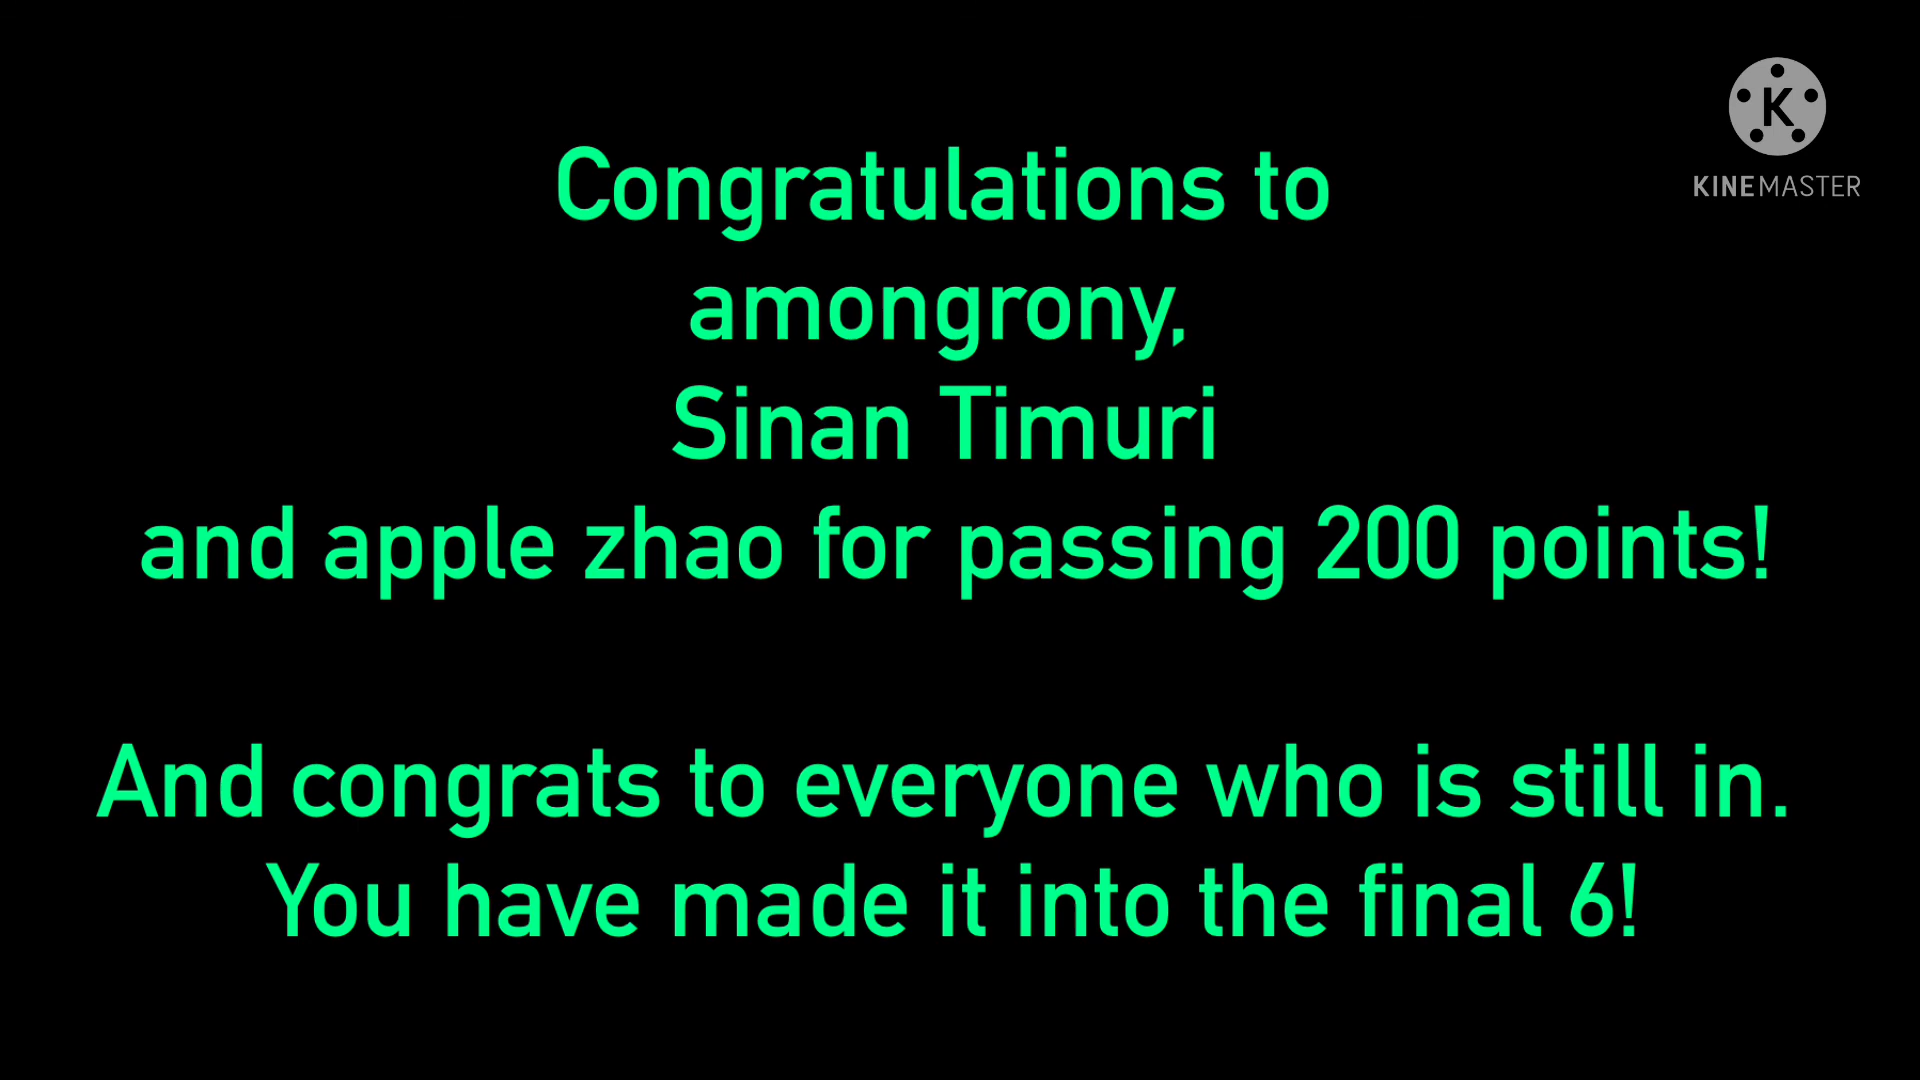 K
KINEMASTER
Congratulations to
amongrony,
Sinan Timuri
and apple zhao for passing 200 points!
And congrats to everyone who is still in.
You have made it into the final 6!